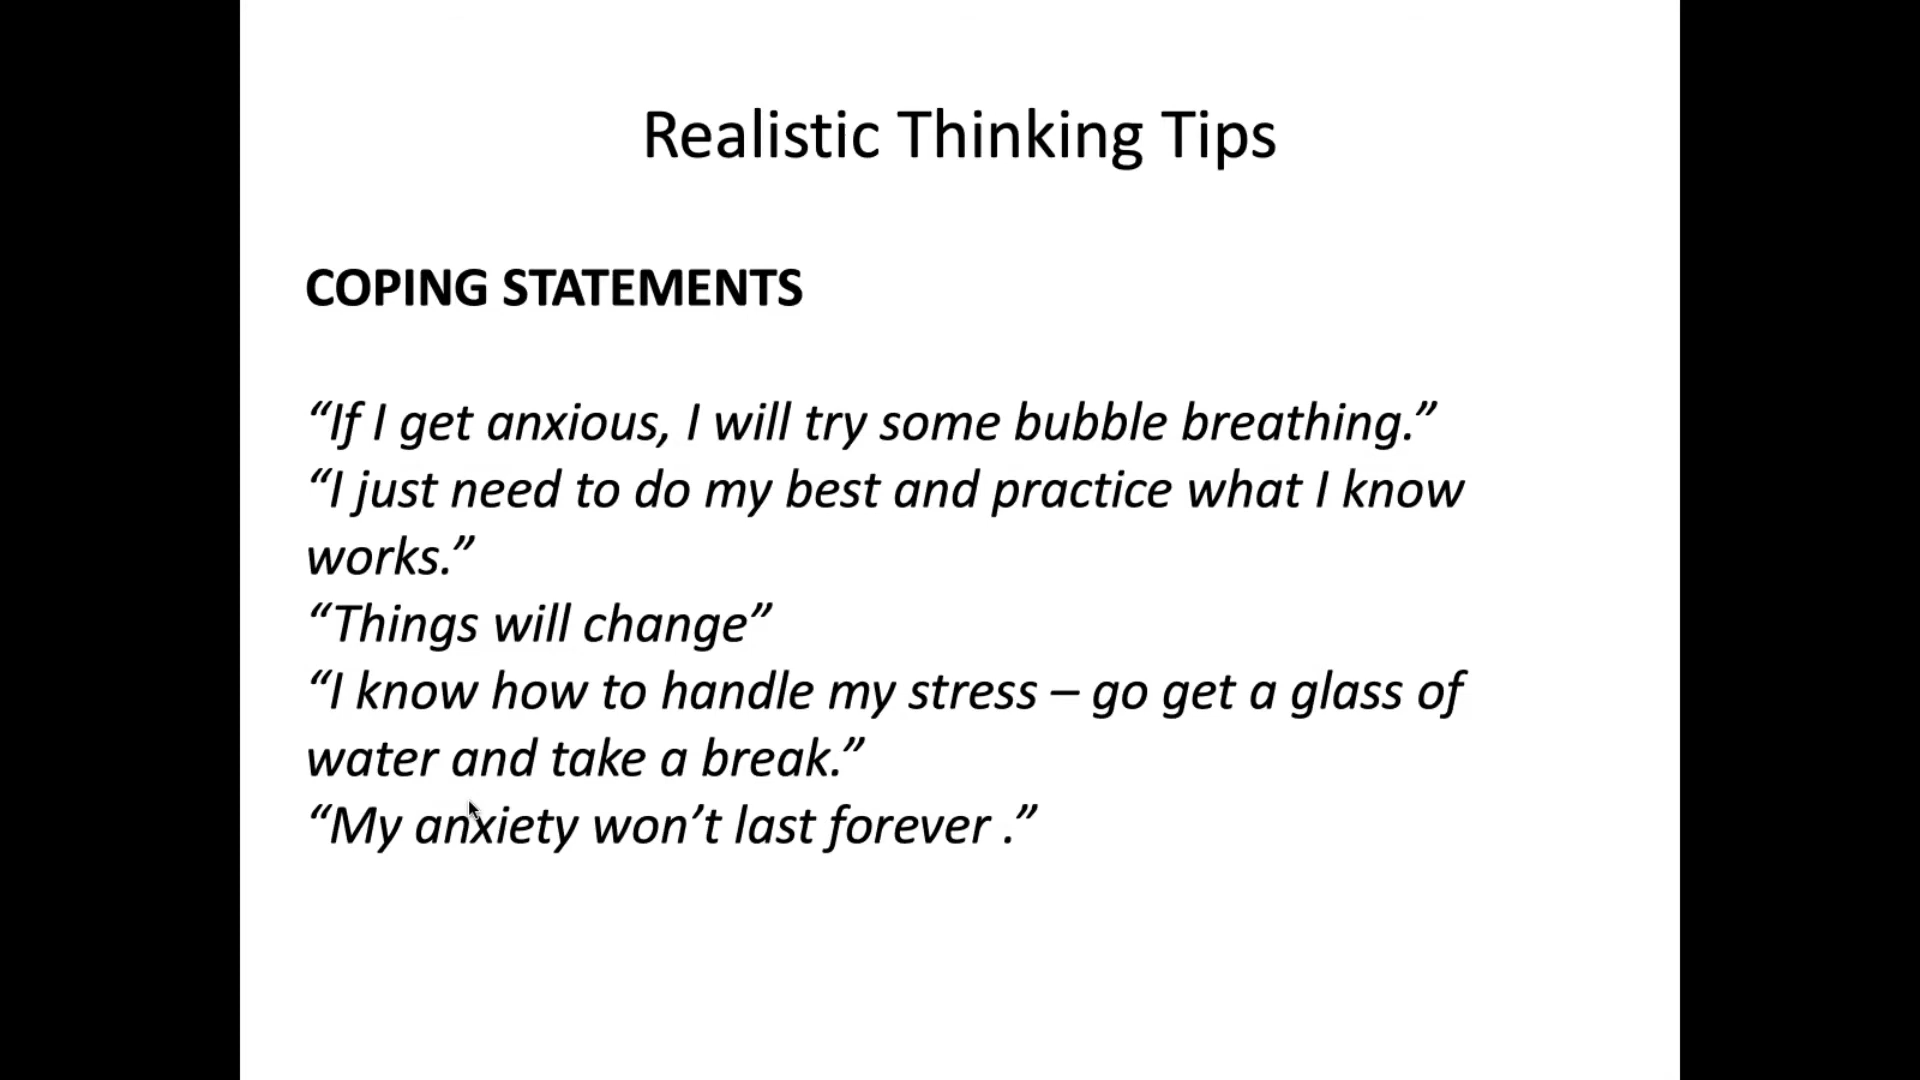 Realistic Thinking Tips
COPING STATEMENTS
“If I get anxious, I will try some bubble breathing.”
“I just need to do my best and practice what I know
works.”
“Things will change”
“I know how to handle my stress – go get a glass of
water and take a break.”
“My anxiety won’t last forever .”